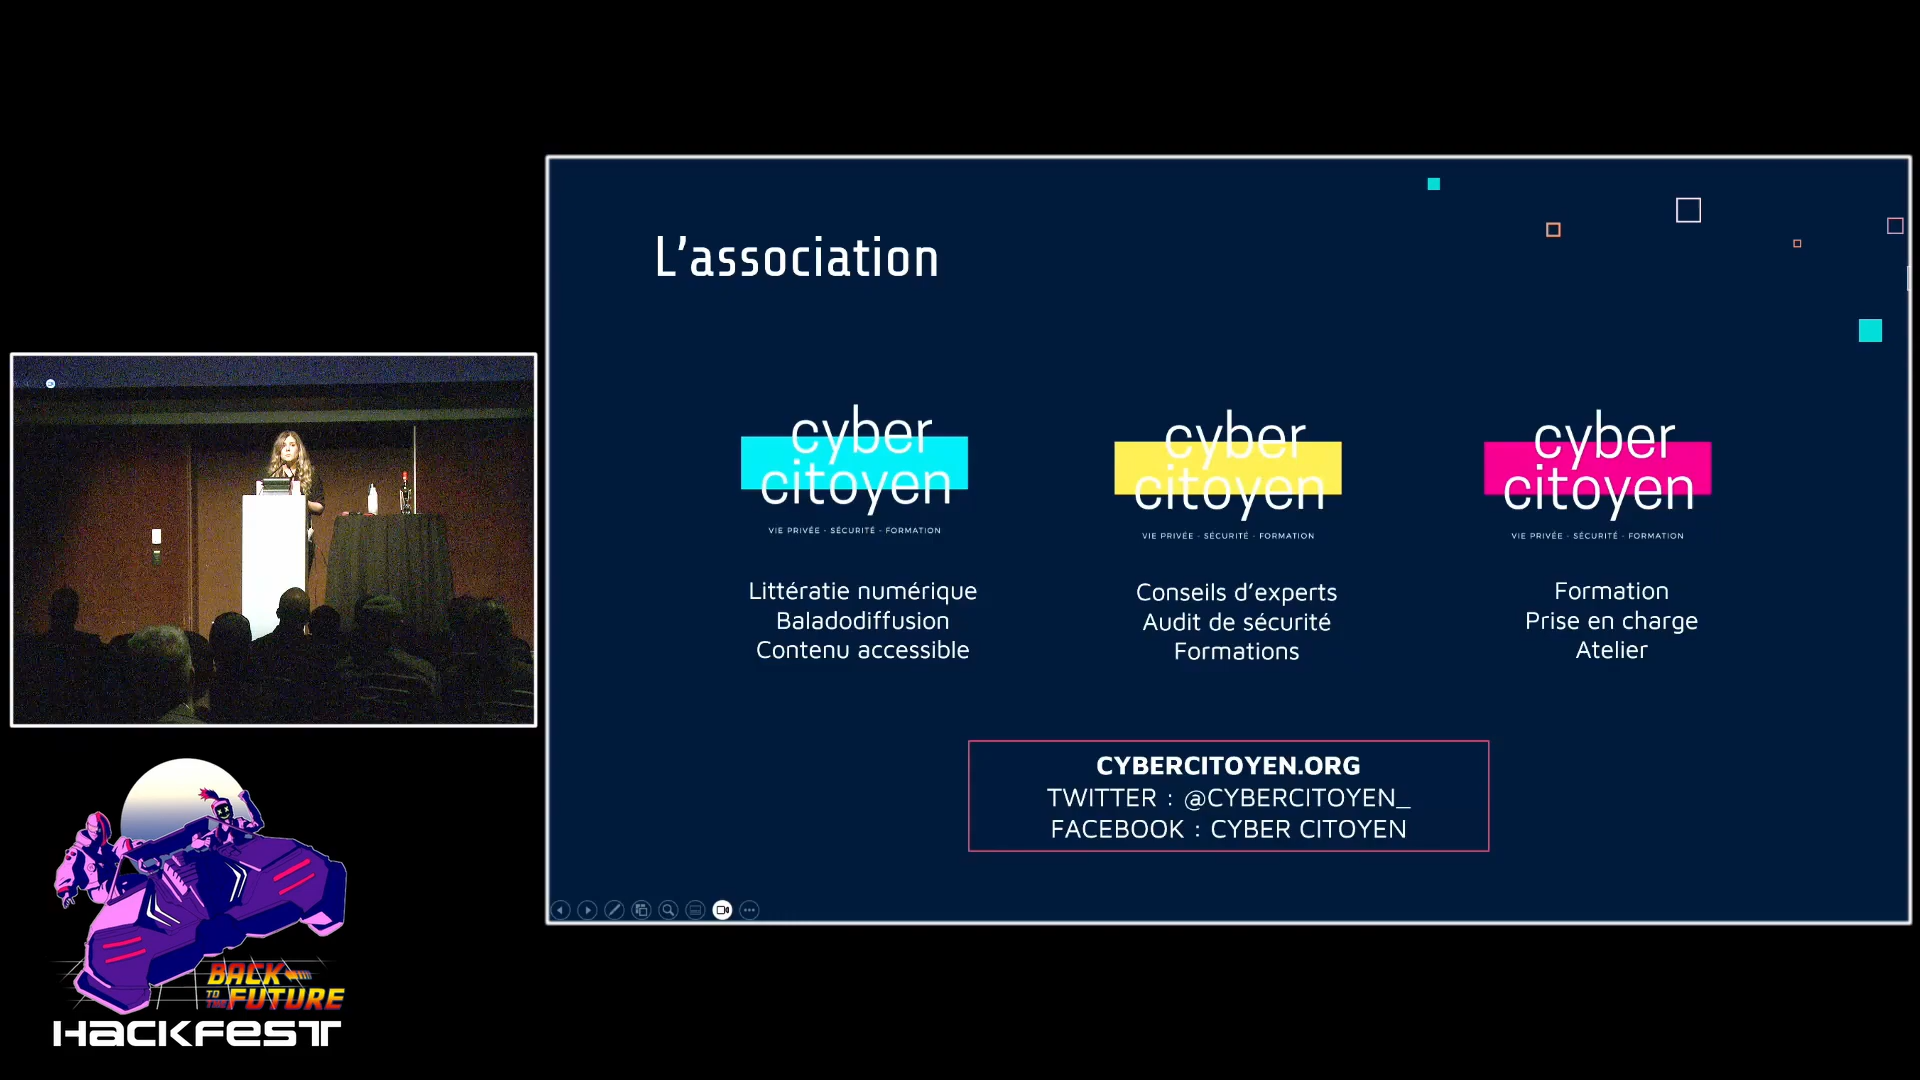 L'association
cyber
citoyen
VIE PRIVÉE - SÉCURITÉ - FORMATION
Littératie numérique
Baladodiffusion
Contenu accessible
cyber
citoyen
VIE PRIVÉE - SÉCURITÉ - FORMATION
Conseils d'experts
Audit de sécurité
Formations
cyber
citoyen
VIE PRIVÉE - SÉCURITÉ - FORMATION
Formation
Prise en charge
Atelier
CYBERCITOYEN.ORG
TWITTER : @CYBERCITOYEN_
FACEBOOK : CYBER CITOYEN
BACK
TO THE FUTURE
HACKFEST